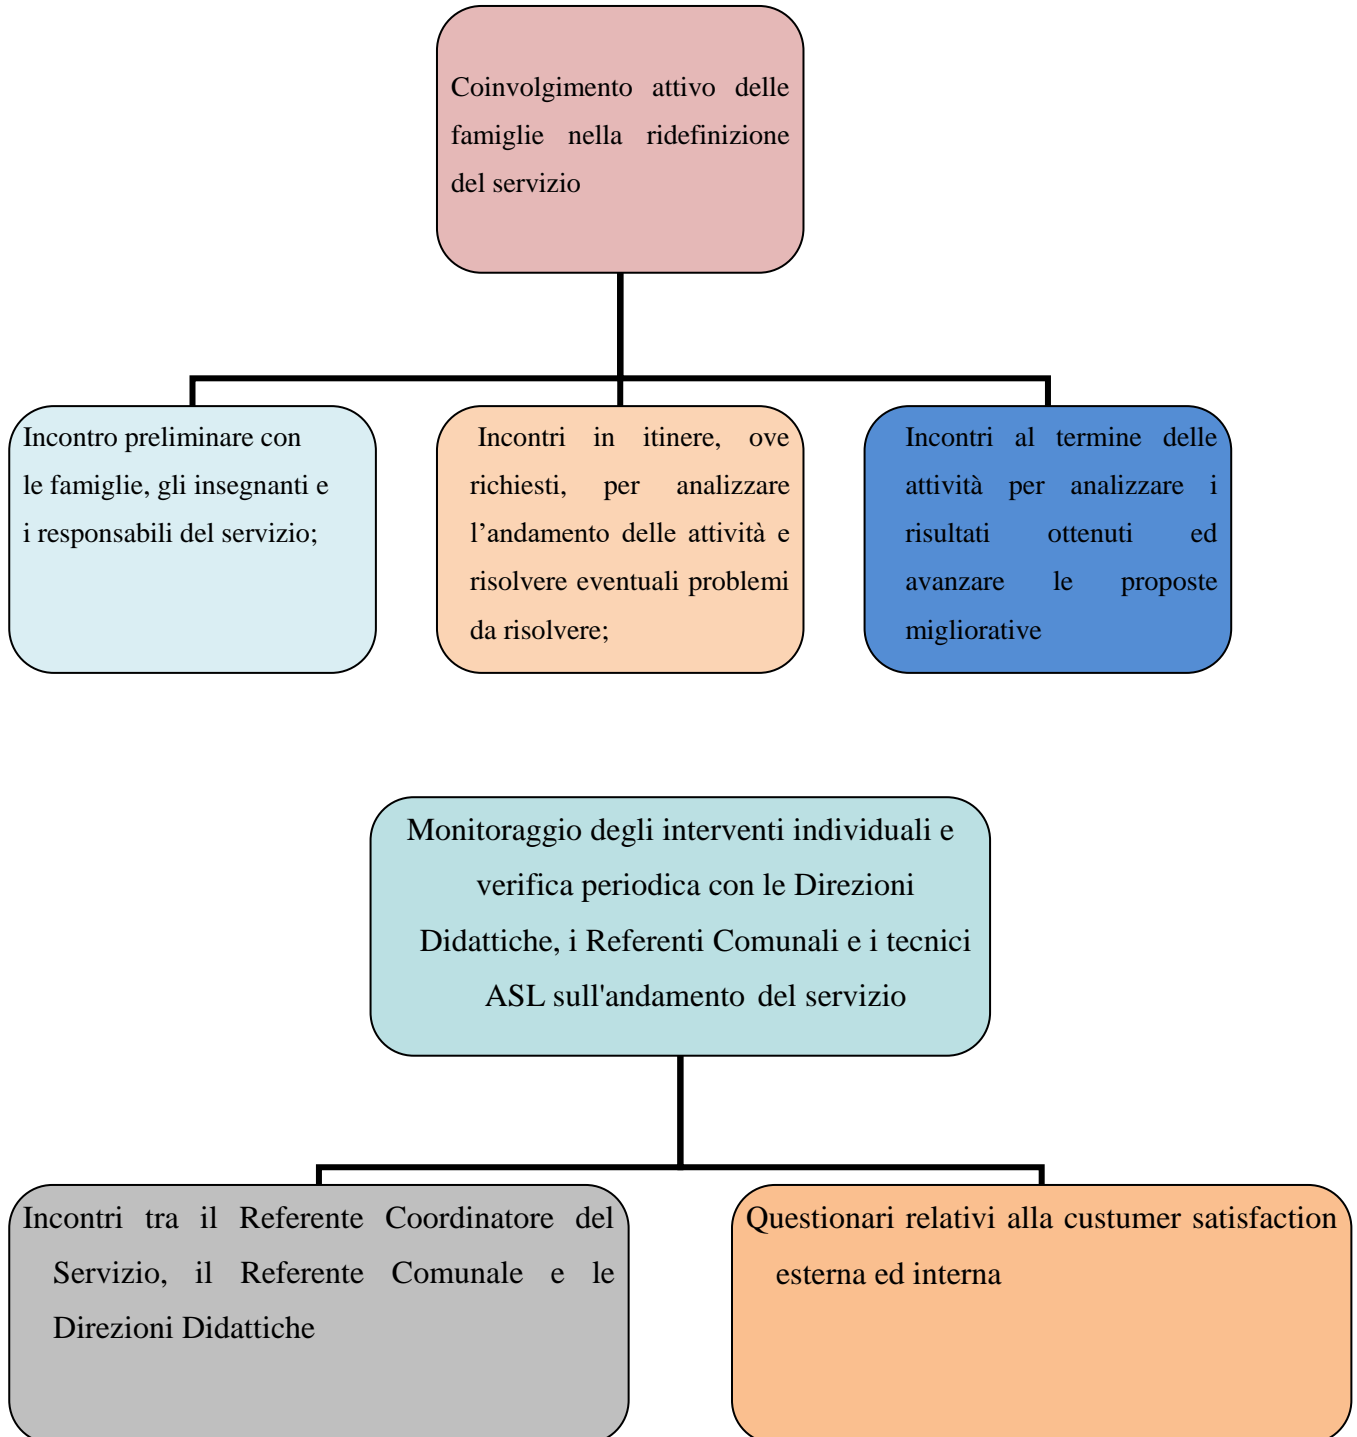 Coinvolgimento attivo delle
famiglie nella ridefinizione
del servizio
Incontro preliminare con
le famiglie, gli insegnanti e
i responsabili del servizio;
Incontri in itinere, ove
richiesti, per analizzare
l’andamento delle attività e
risolvere eventuali problemi
da risolvere;
Incontri al termine delle
attività per analizzare i
risultati ottenuti ed
avanzare le proposte
migliorative
Monitoraggio degli interventi individuali e
verifica periodica con le Direzioni
Didattiche, i Referenti Comunali e i tecnici
ASL sull'andamento del servizio
Incontri tra il Referente Coordinatore del
Servizio, il Referente Comunale e le
Direzioni Didattiche
Questionari relativi alla custumer satisfaction
esterna ed interna